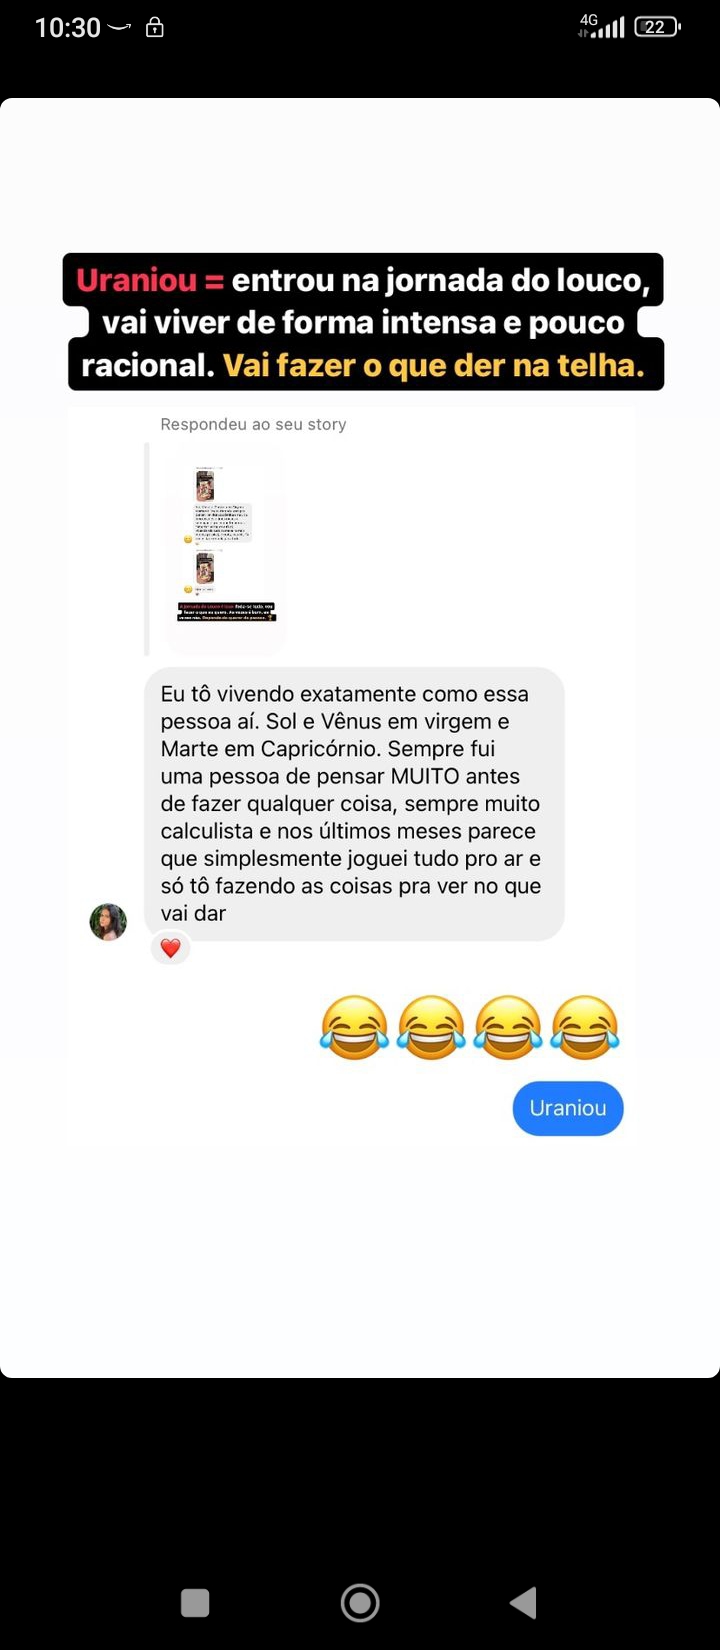 10:30
4G
22
Uraniou = entrou na jornada do louco,
vai viver de forma intensa e pouco
racional. Vai fazer o que der na telha.
Respondeu ao seu story
Eu tô vivendo exatamente como essa
pessoa aí. Sol e Vênus em virgem e
Marte em Capricórnio. Sempre fui
uma pessoa de pensar MUITO antes
de fazer qualquer coisa, sempre muito
calculista e nos últimos meses parece
que simplesmente joguei tudo pro ar e
só tô fazendo as coisas pra ver no que
vai dar
Uraniou